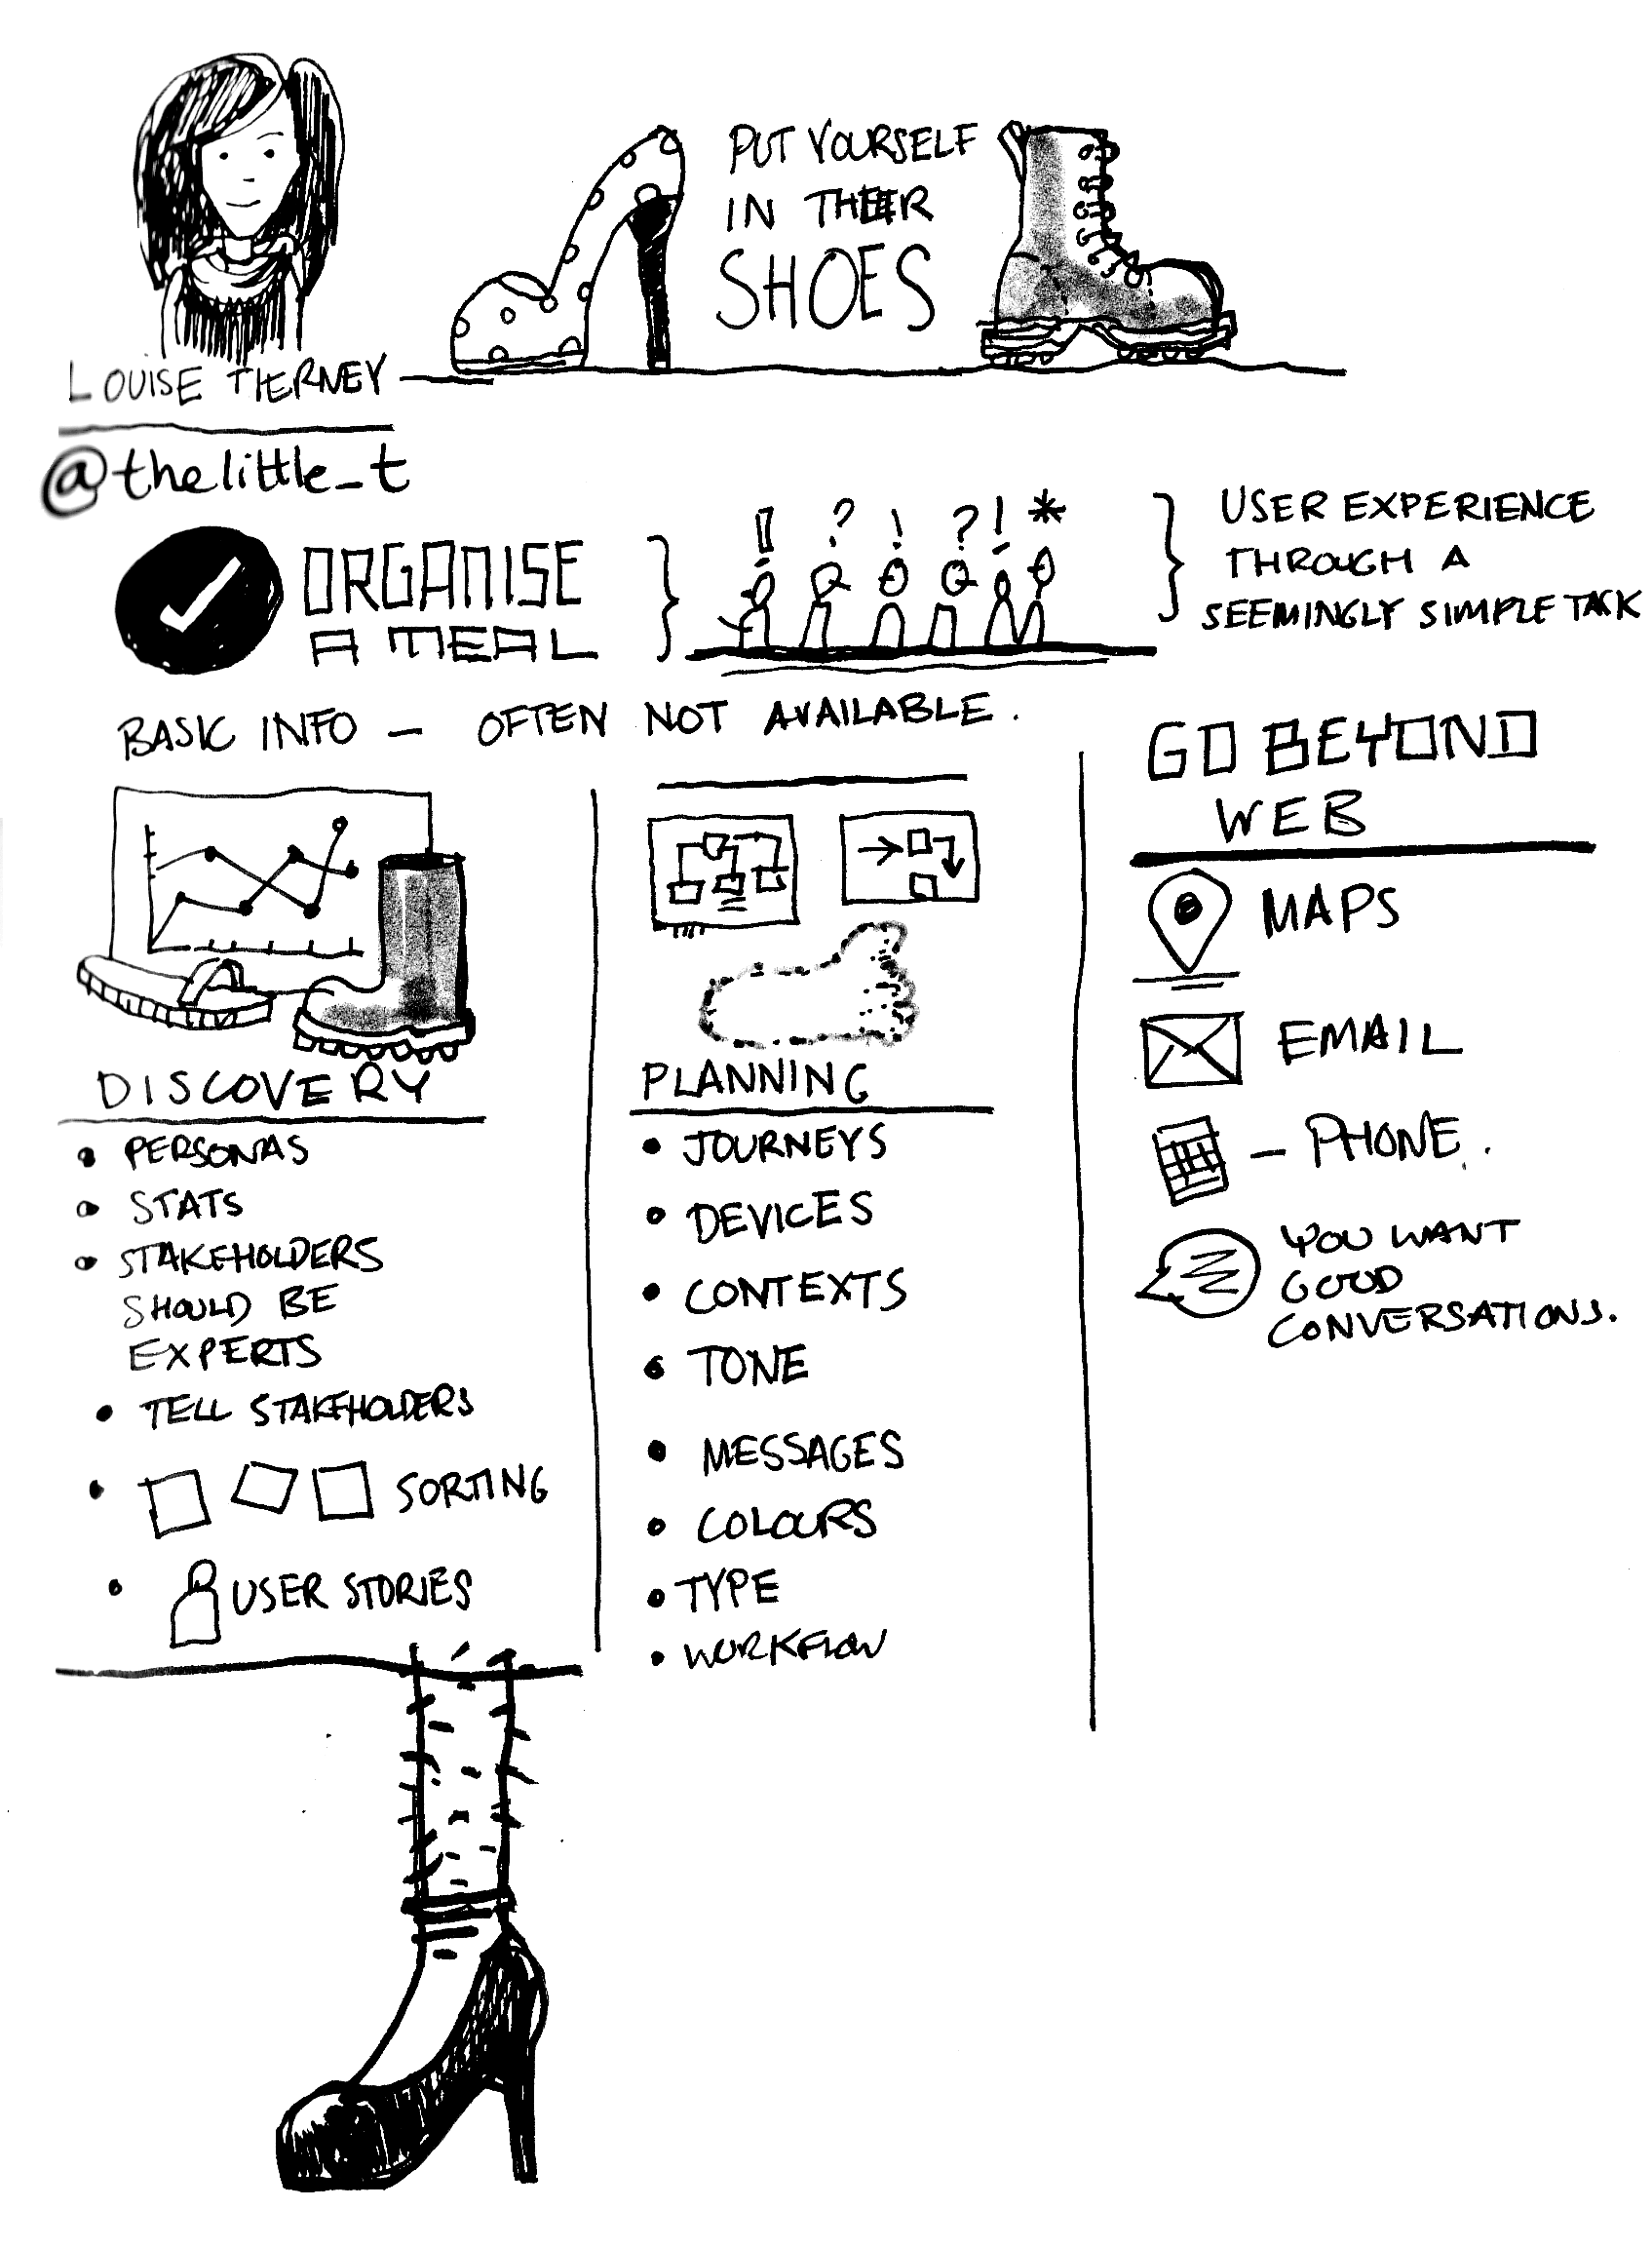 PUT YOURSELF
IN THEIR
SHOES
LOUISE TIERNEY
@thelittle_t
ORGANISE
A MEAL
! ? ! ? ! *
USER EXPERIENCE
THROUGH A
SEEMINGLY SIMPLE TASK
BASIC INFO — OFTEN NOT AVAILABLE.
DISCOVERY
• PERSONAS
• STATS
• STAKEHOLDERS
SHOULD BE
EXPERTS
• TELL STAKEHOLDERS
• SORTING
• USER STORIES
PLANNING
• JOURNEYS
• DEVICES
• CONTEXTS
• TONE
• MESSAGES
• COLOURS
• TYPE
• WORKFLOW
GO BEYOND
WEB
MAPS
EMAIL
— PHONE.
YOU WANT
GOOD
CONVERSATIONS.